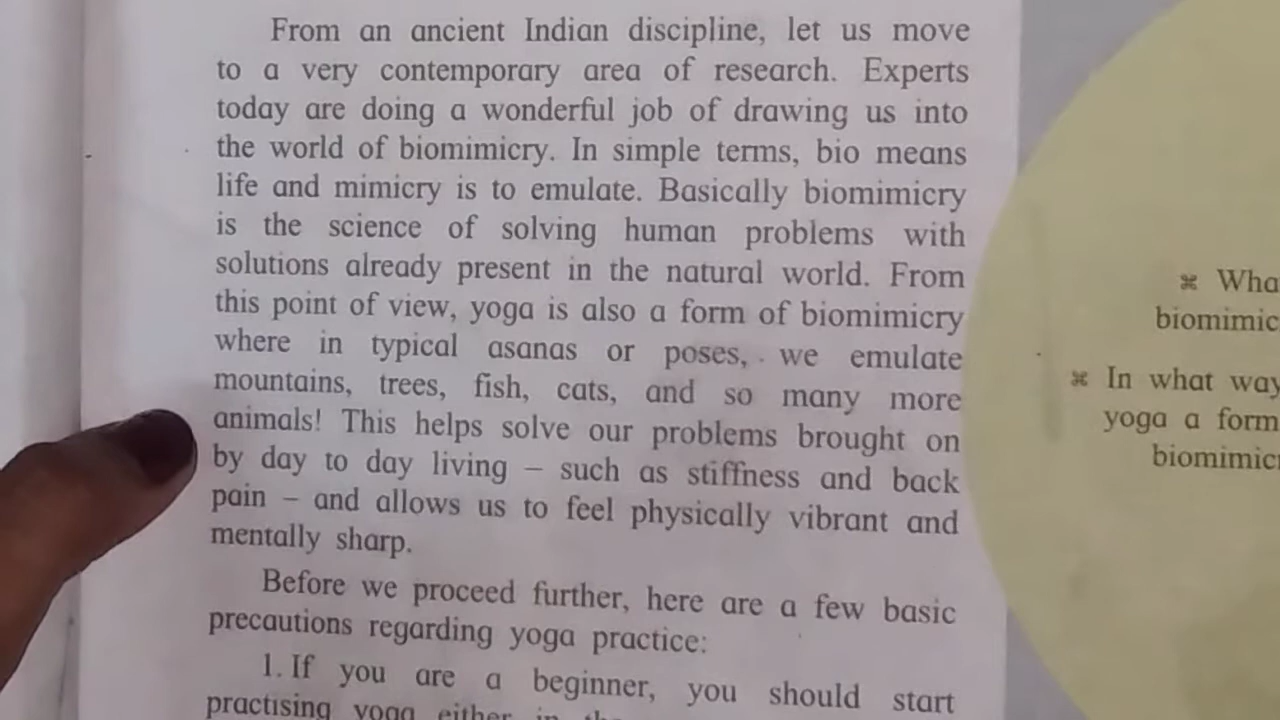 From an ancient Indian discipline, let us move
to a very contemporary area of research. Experts
today are doing a wonderful job of drawing us into
the world of biomimicry. In simple terms, bio means
life and mimicry is to emulate. Basically biomimicry
is the science of solving human problems with
solutions already present in the natural world. From
this point of view, yoga is also a form of biomimicry
where in typical asanas or poses, we emulate
mountains, trees, fish, cats, and so many more
animals! This helps solve our problems brought on
by day to day living – such as stiffness and back
pain – and allows us to feel physically vibrant and
mentally sharp.
Before we proceed further, here are a few basic
precautions regarding yoga practice:
1. If you are a beginner, you should start
practising yoga either in
⌘ Wha
biomimic
⌘ In what way
yoga a form
biomimic